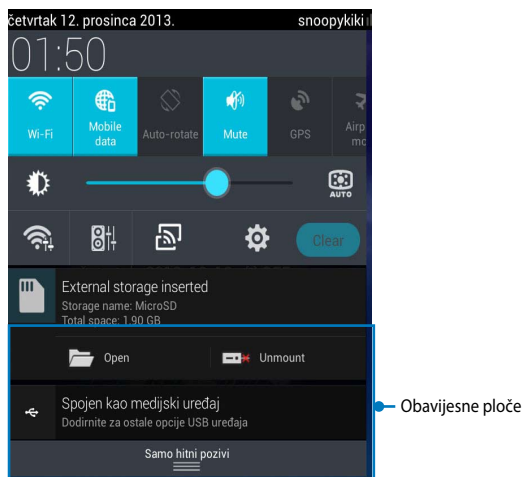 četvrtak 12. prosinca 2013.
snoopykiki
01:50
Wi-Fi
Mobile
data
Auto-rotate
Mute
GPS
Airp
mo
AUTO
Clear
External storage inserted
Storage name: MicroSD
Total space: 1.90 GB
Open
Unmount
Spojen kao medijski uređaj
Dodirnite za ostale opcije USB uređaja
Samo hitni pozivi
Obavijesne ploče